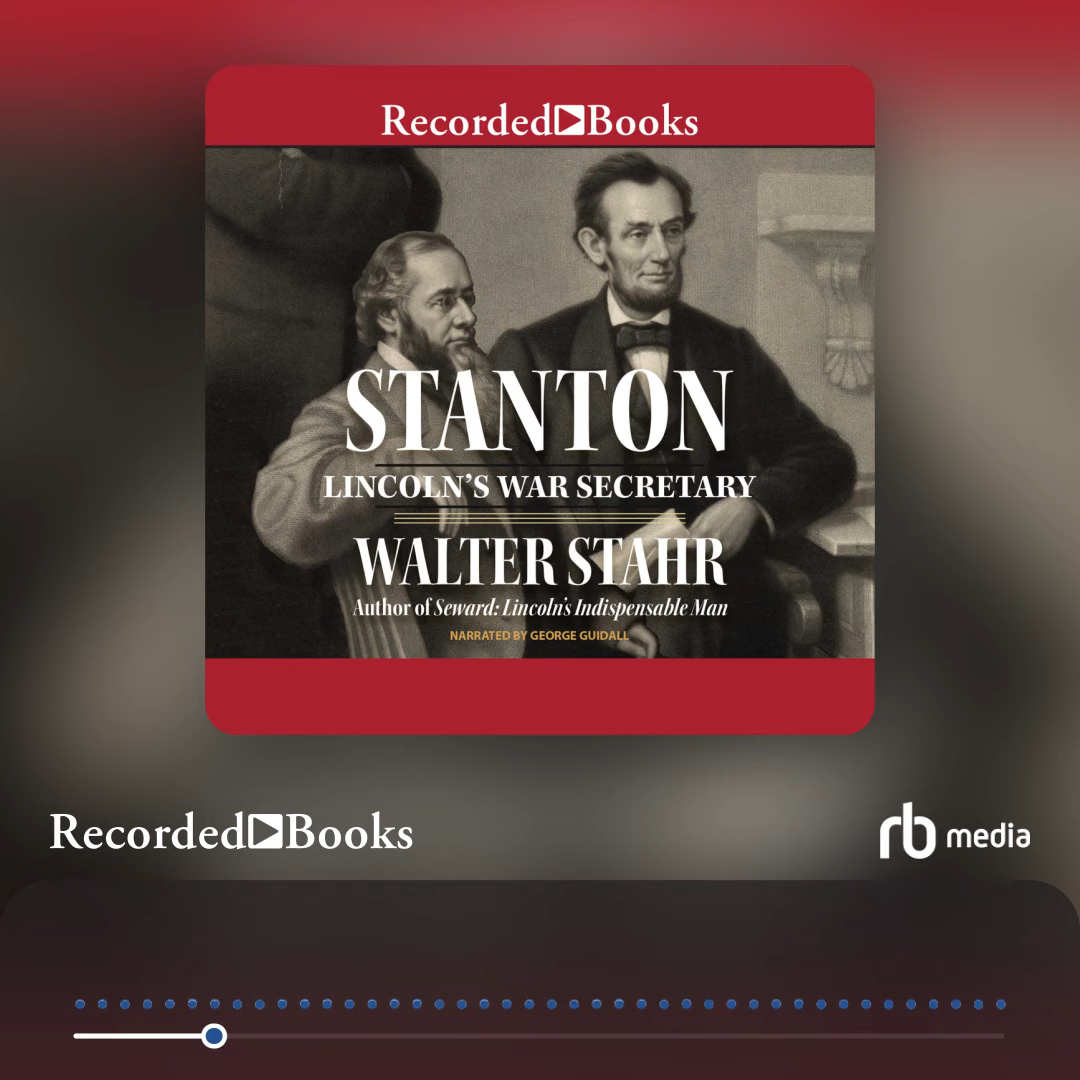 Recorded Books
STANTON
LINCOLN'S WAR SECRETARY
WALTER STAHR
Author of Seward: Lincoln's Indispensable Man
NARRATED BY GEORGE GUIDALL
Recorded Books
rb media